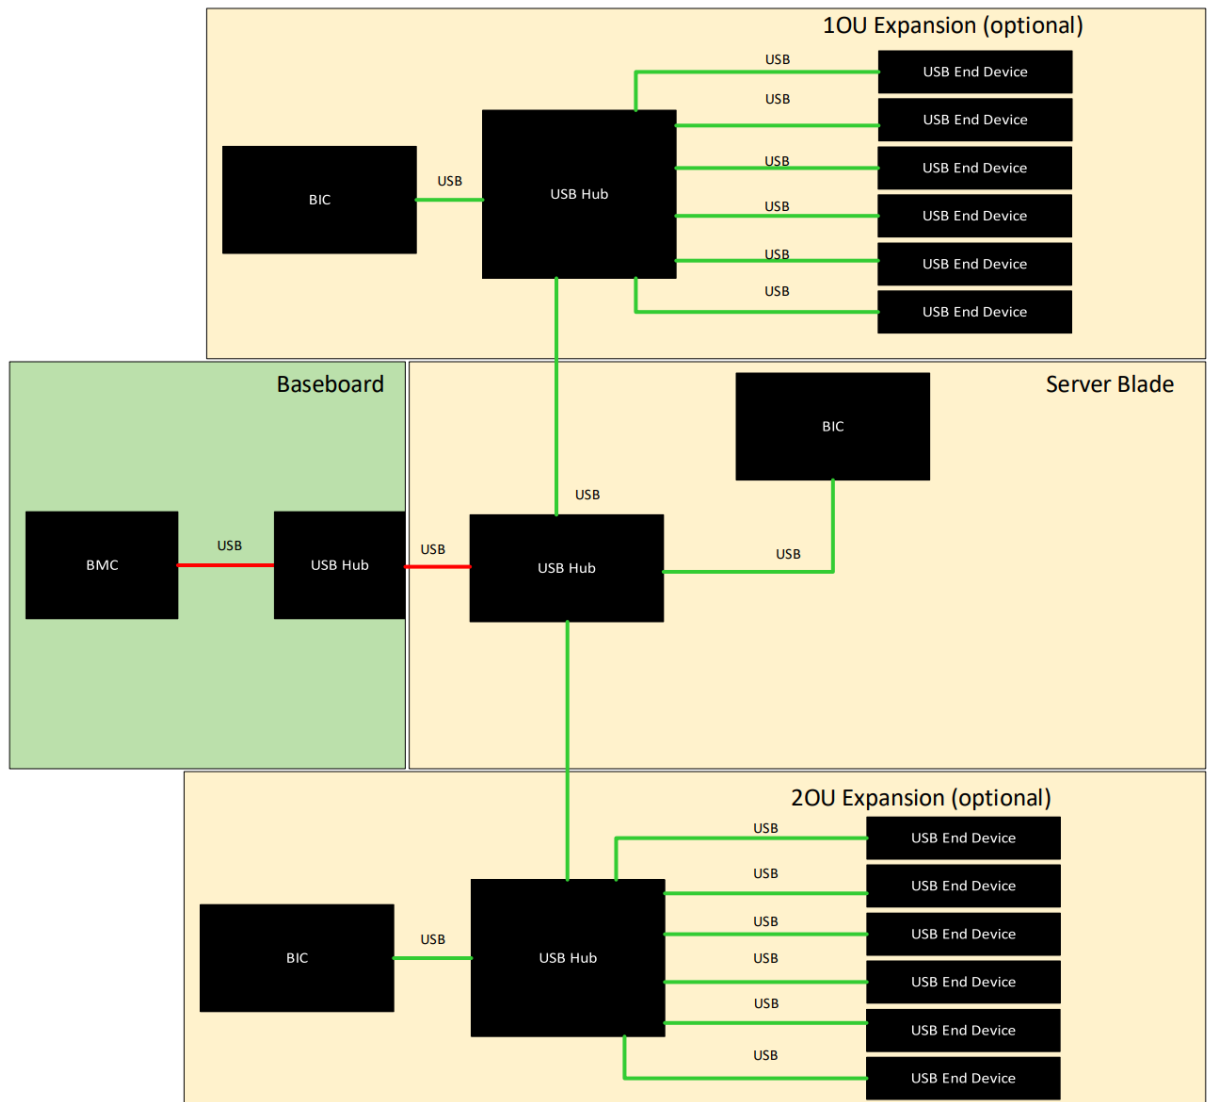 1OU Expansion (optional)
USB
USB End Device
USB
USB End Device
USB
USB End Device
BIC
USB
USB Hub
USB
USB End Device
USB
USB End Device
USB
USB End Device
Baseboard
Server Blade
BIC
USB
BMC
USB
USB Hub
USB
USB Hub
USB
2OU Expansion (optional)
USB
USB End Device
USB
USB End Device
USB
USB End Device
BIC
USB
USB Hub
USB
USB End Device
USB
USB End Device
USB
USB End Device